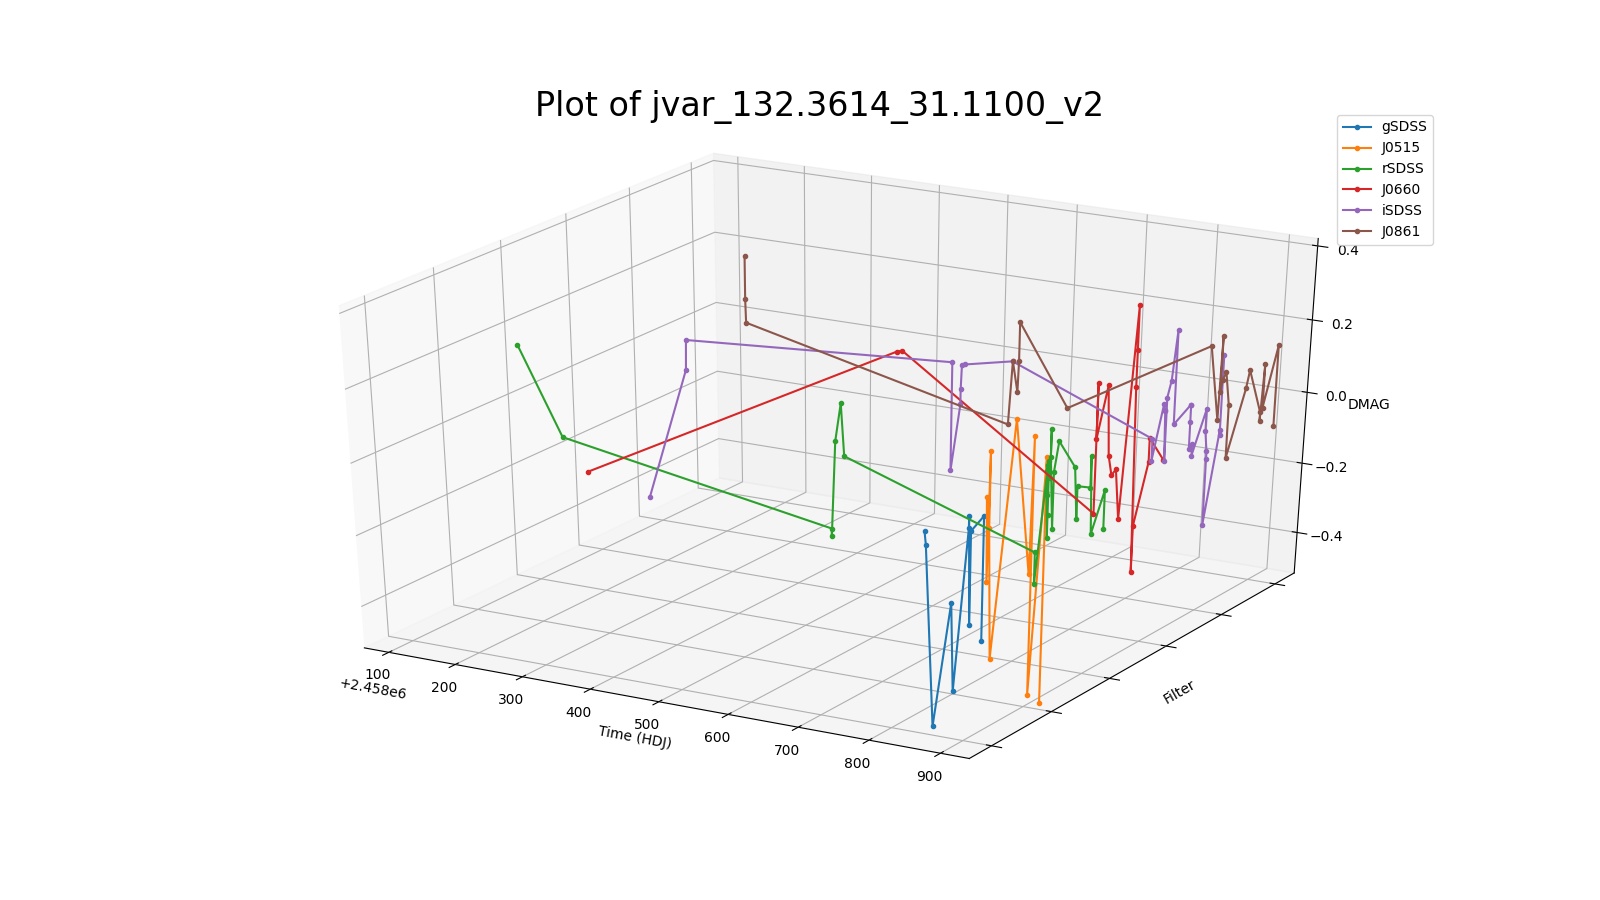 Plot of jvar_132.3614_31.1100_v2
gSDSS
J0515
rSDSS
J0660
iSDSS
J0861
0.4
0.2
0.0
DMAG
−0.2
−0.4
Filter
100
200
300
400
500
600
700
800
900
+2.458e6
Time (HDJ)